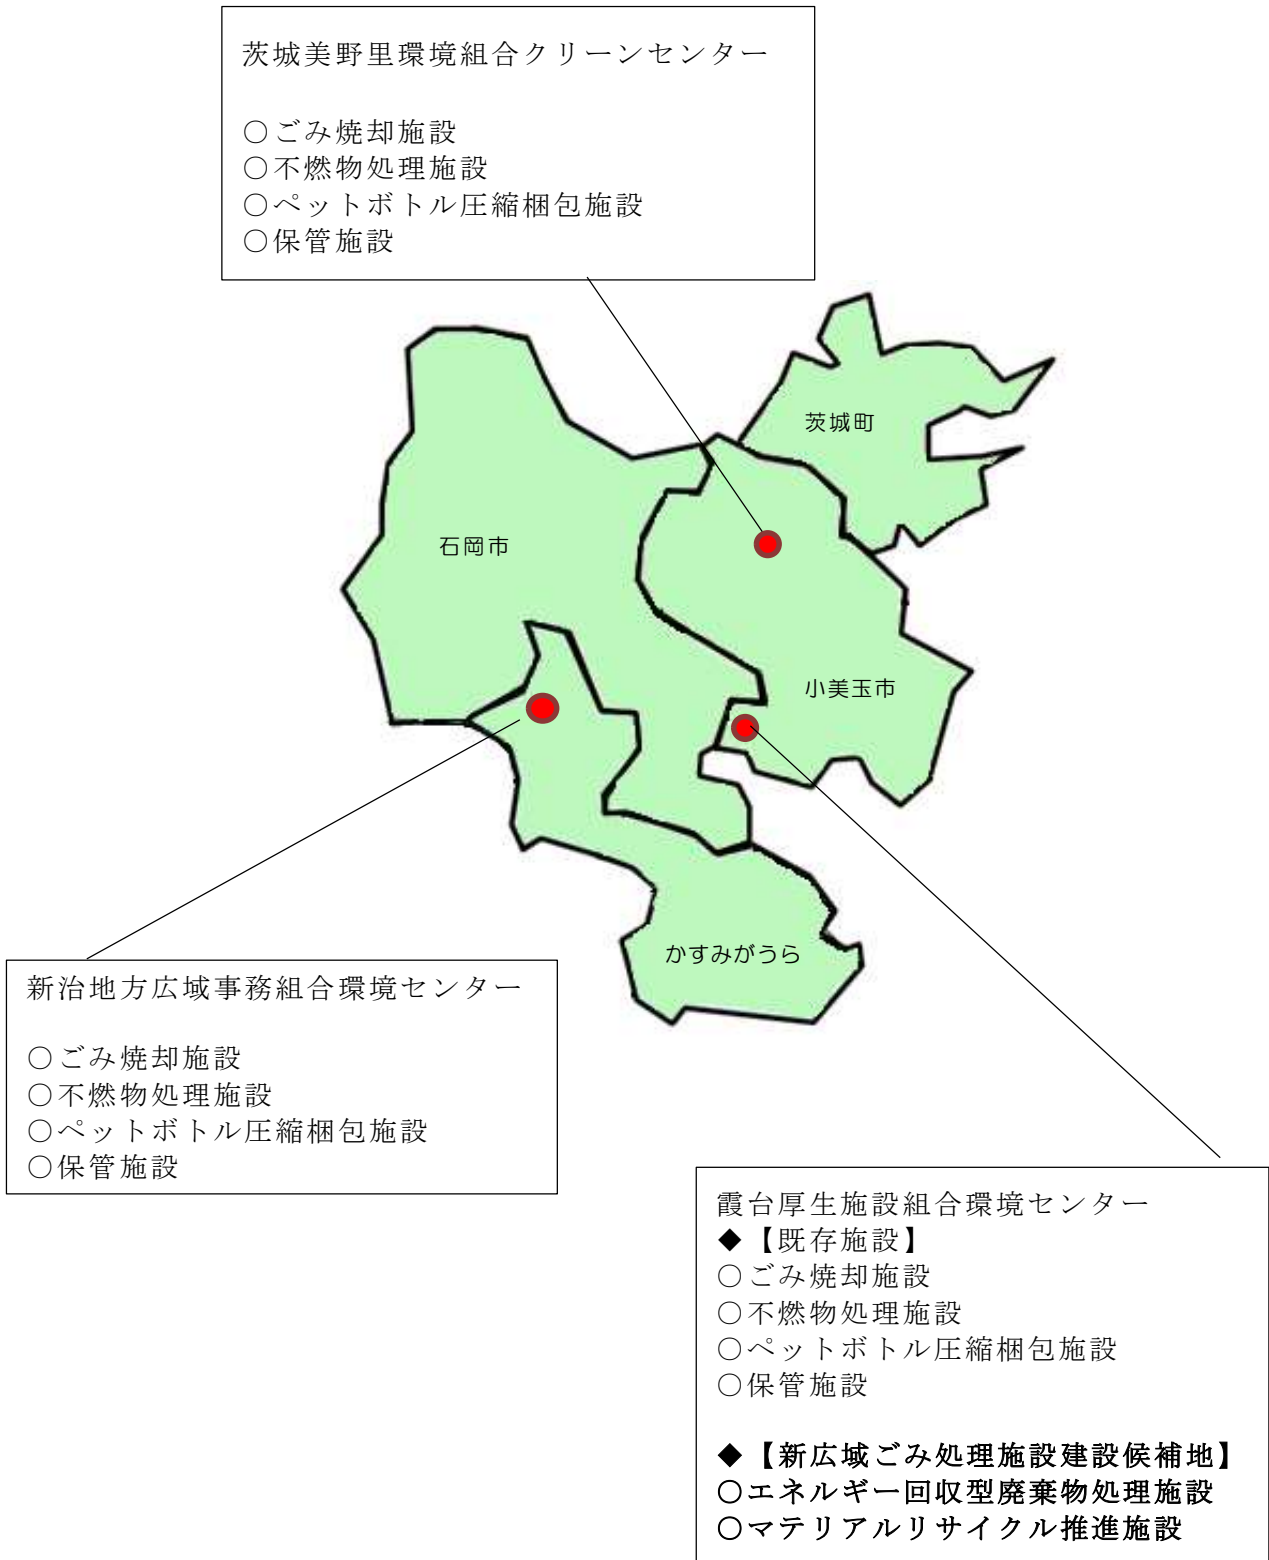 茨城美野里環境組合クリーンセンター
○ごみ焼却施設
○不燃物処理施設
○ペットボトル圧縮梱包施設
○保管施設
茨城町
石岡市
小美玉市
かすみがうら
新治地方広域事務組合環境センター
○ごみ焼却施設
○不燃物処理施設
○ペットボトル圧縮梱包施設
○保管施設
霞台厚生施設組合環境センター
◆【既存施設】
○ごみ焼却施設
○不燃物処理施設
○ペットボトル圧縮梱包施設
○保管施設
◆【新広域ごみ処理施設建設候補地】
○エネルギー回収型廃棄物処理施設
○マテリアルリサイクル推進施設